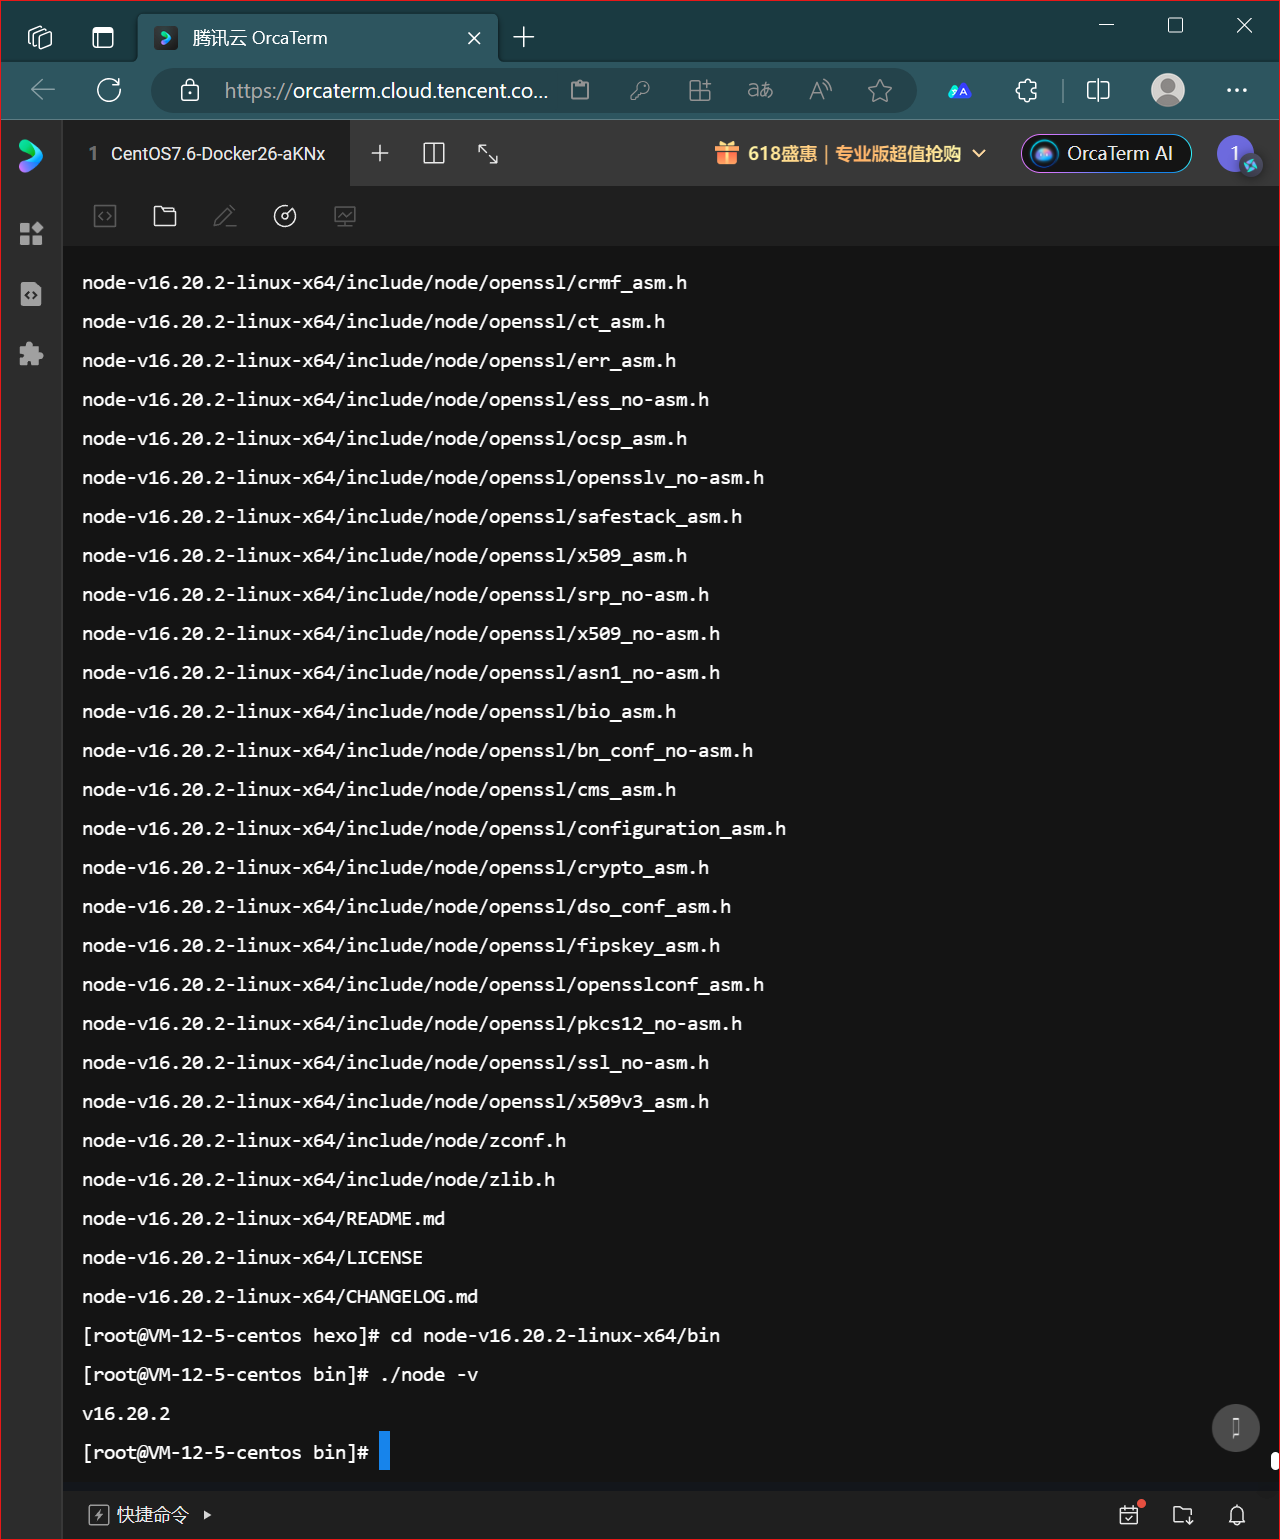 腾讯云 OrcaTerm
https://orcaterm.cloud.tencent.co...
1 CentOS7.6-Docker26-aKNx
618盛惠 | 专业版超值抢购
OrcaTerm AI
1
node-v16.20.2-linux-x64/include/node/openssl/crmf_asm.h
node-v16.20.2-linux-x64/include/node/openssl/ct_asm.h
node-v16.20.2-linux-x64/include/node/openssl/err_asm.h
node-v16.20.2-linux-x64/include/node/openssl/ess_no-asm.h
node-v16.20.2-linux-x64/include/node/openssl/ocsp_asm.h
node-v16.20.2-linux-x64/include/node/openssl/opensslv_no-asm.h
node-v16.20.2-linux-x64/include/node/openssl/safestack_asm.h
node-v16.20.2-linux-x64/include/node/openssl/x509_asm.h
node-v16.20.2-linux-x64/include/node/openssl/srp_no-asm.h
node-v16.20.2-linux-x64/include/node/openssl/x509_no-asm.h
node-v16.20.2-linux-x64/include/node/openssl/asn1_no-asm.h
node-v16.20.2-linux-x64/include/node/openssl/bio_asm.h
node-v16.20.2-linux-x64/include/node/openssl/bn_conf_no-asm.h
node-v16.20.2-linux-x64/include/node/openssl/cms_asm.h
node-v16.20.2-linux-x64/include/node/openssl/configuration_asm.h
node-v16.20.2-linux-x64/include/node/openssl/crypto_asm.h
node-v16.20.2-linux-x64/include/node/openssl/dso_conf_asm.h
node-v16.20.2-linux-x64/include/node/openssl/fipskey_asm.h
node-v16.20.2-linux-x64/include/node/openssl/opensslconf_asm.h
node-v16.20.2-linux-x64/include/node/openssl/pkcs12_no-asm.h
node-v16.20.2-linux-x64/include/node/openssl/ssl_no-asm.h
node-v16.20.2-linux-x64/include/node/openssl/x509v3_asm.h
node-v16.20.2-linux-x64/include/node/zconf.h
node-v16.20.2-linux-x64/include/node/zlib.h
node-v16.20.2-linux-x64/README.md
node-v16.20.2-linux-x64/LICENSE
node-v16.20.2-linux-x64/CHANGELOG.md
[root@VM-12-5-centos hexo]# cd node-v16.20.2-linux-x64/bin
[root@VM-12-5-centos bin]# ./node -v
v16.20.2
[root@VM-12-5-centos bin]#
快捷命令